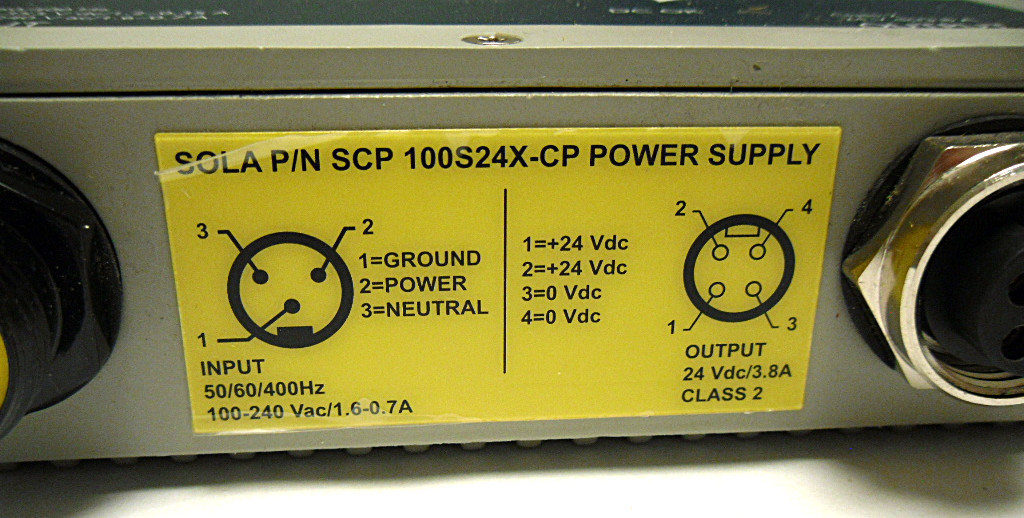 SOLA P/N SCP 100S24X-CP POWER SUPPLY
3
2
1=GROUND
2=POWER
3=NEUTRAL
1
INPUT
50/60/400Hz
100-240 Vac/1.6-0.7A
1=+24 Vdc
2=+24 Vdc
3=0 Vdc
4=0 Vdc
2
4
1
3
OUTPUT
24 Vdc/3.8A
CLASS 2